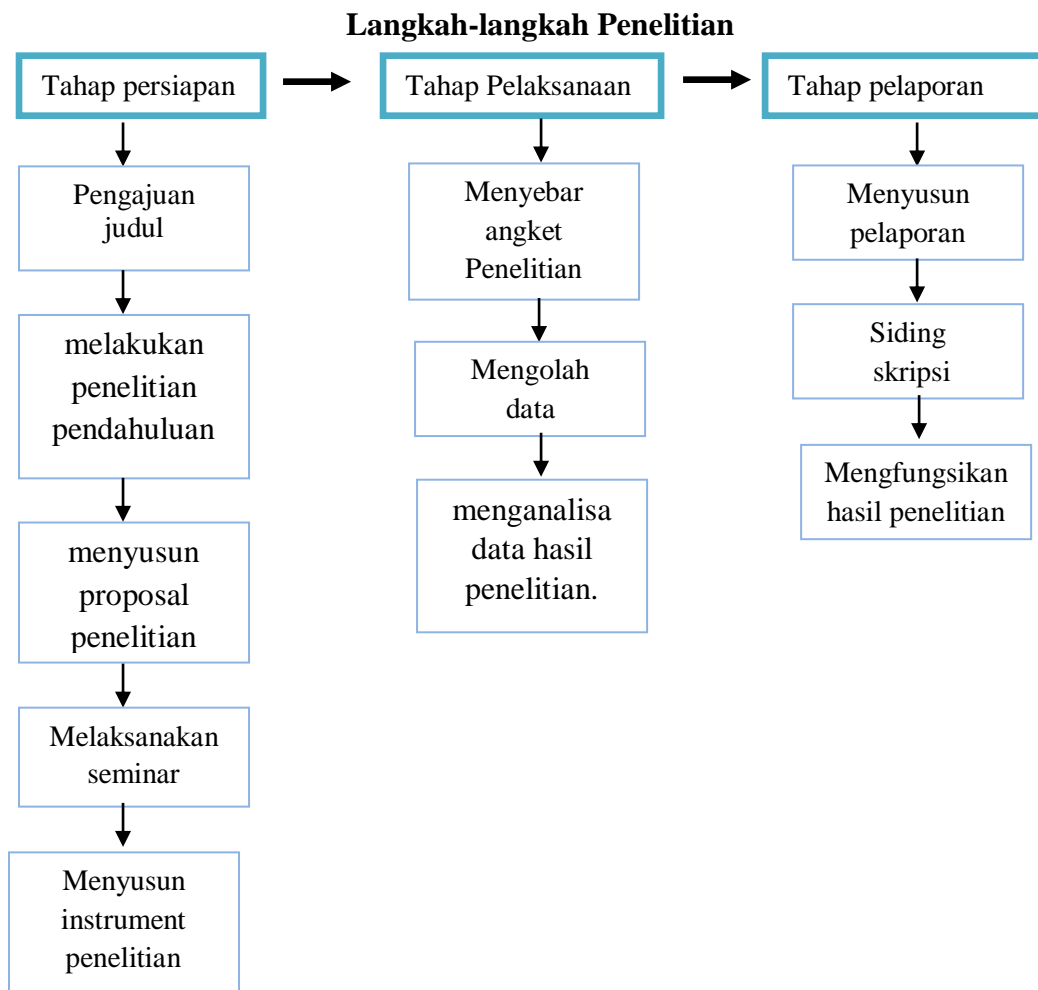 Langkah-langkah Penelitian
Tahap persiapan
Pengajuan
judul
melakukan
penelitian
pendahuluan
menyusun
proposal
penelitian
Melaksanakan
seminar
Menyusun
instrument
penelitian
Tahap Pelaksanaan
Menyebar
angket
Penelitian
Mengolah
data
menganalisa
data hasil
penelitian.
Tahap pelaporan
Menyusun
pelaporan
Siding
skripsi
Mengfungsikan
hasil penelitian